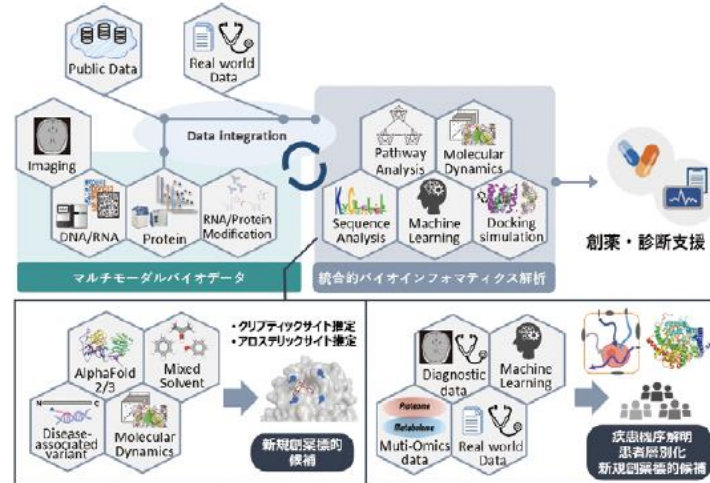 Public Data
Real world
Data
Data integration
Imaging
DNA/RNA
Protein
RNA/Protein
Modification
Pathway
Analysis
Molecular
Dynamics
Sequence
Analysis
Machine
Learning
Docking
simulation
創薬・診断支援
マルチモーダルバイオデータ
統合的バイオインフォマティクス解析
AlphaFold
2/3
Mixed
Solvent
N
C
Disease-
associated
variant
Molecular
Dynamics
・クリプティックサイト推定
・アロステリックサイト推定
新規創薬標的
候補
Diagnostic
data
Machine
Learning
Proteome
Metabolome
Muti-Omics
data
Real world
Data
疾患機序解明
患者層別化
新規創薬標的候補